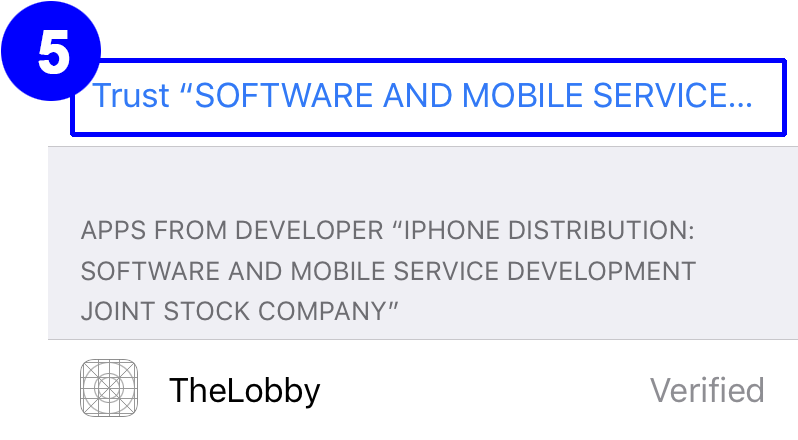 5
Trust “SOFTWARE AND MOBILE SERVICE...
APPS FROM DEVELOPER “IPHONE DISTRIBUTION:
SOFTWARE AND MOBILE SERVICE DEVELOPMENT
JOINT STOCK COMPANY”
TheLobby Verified